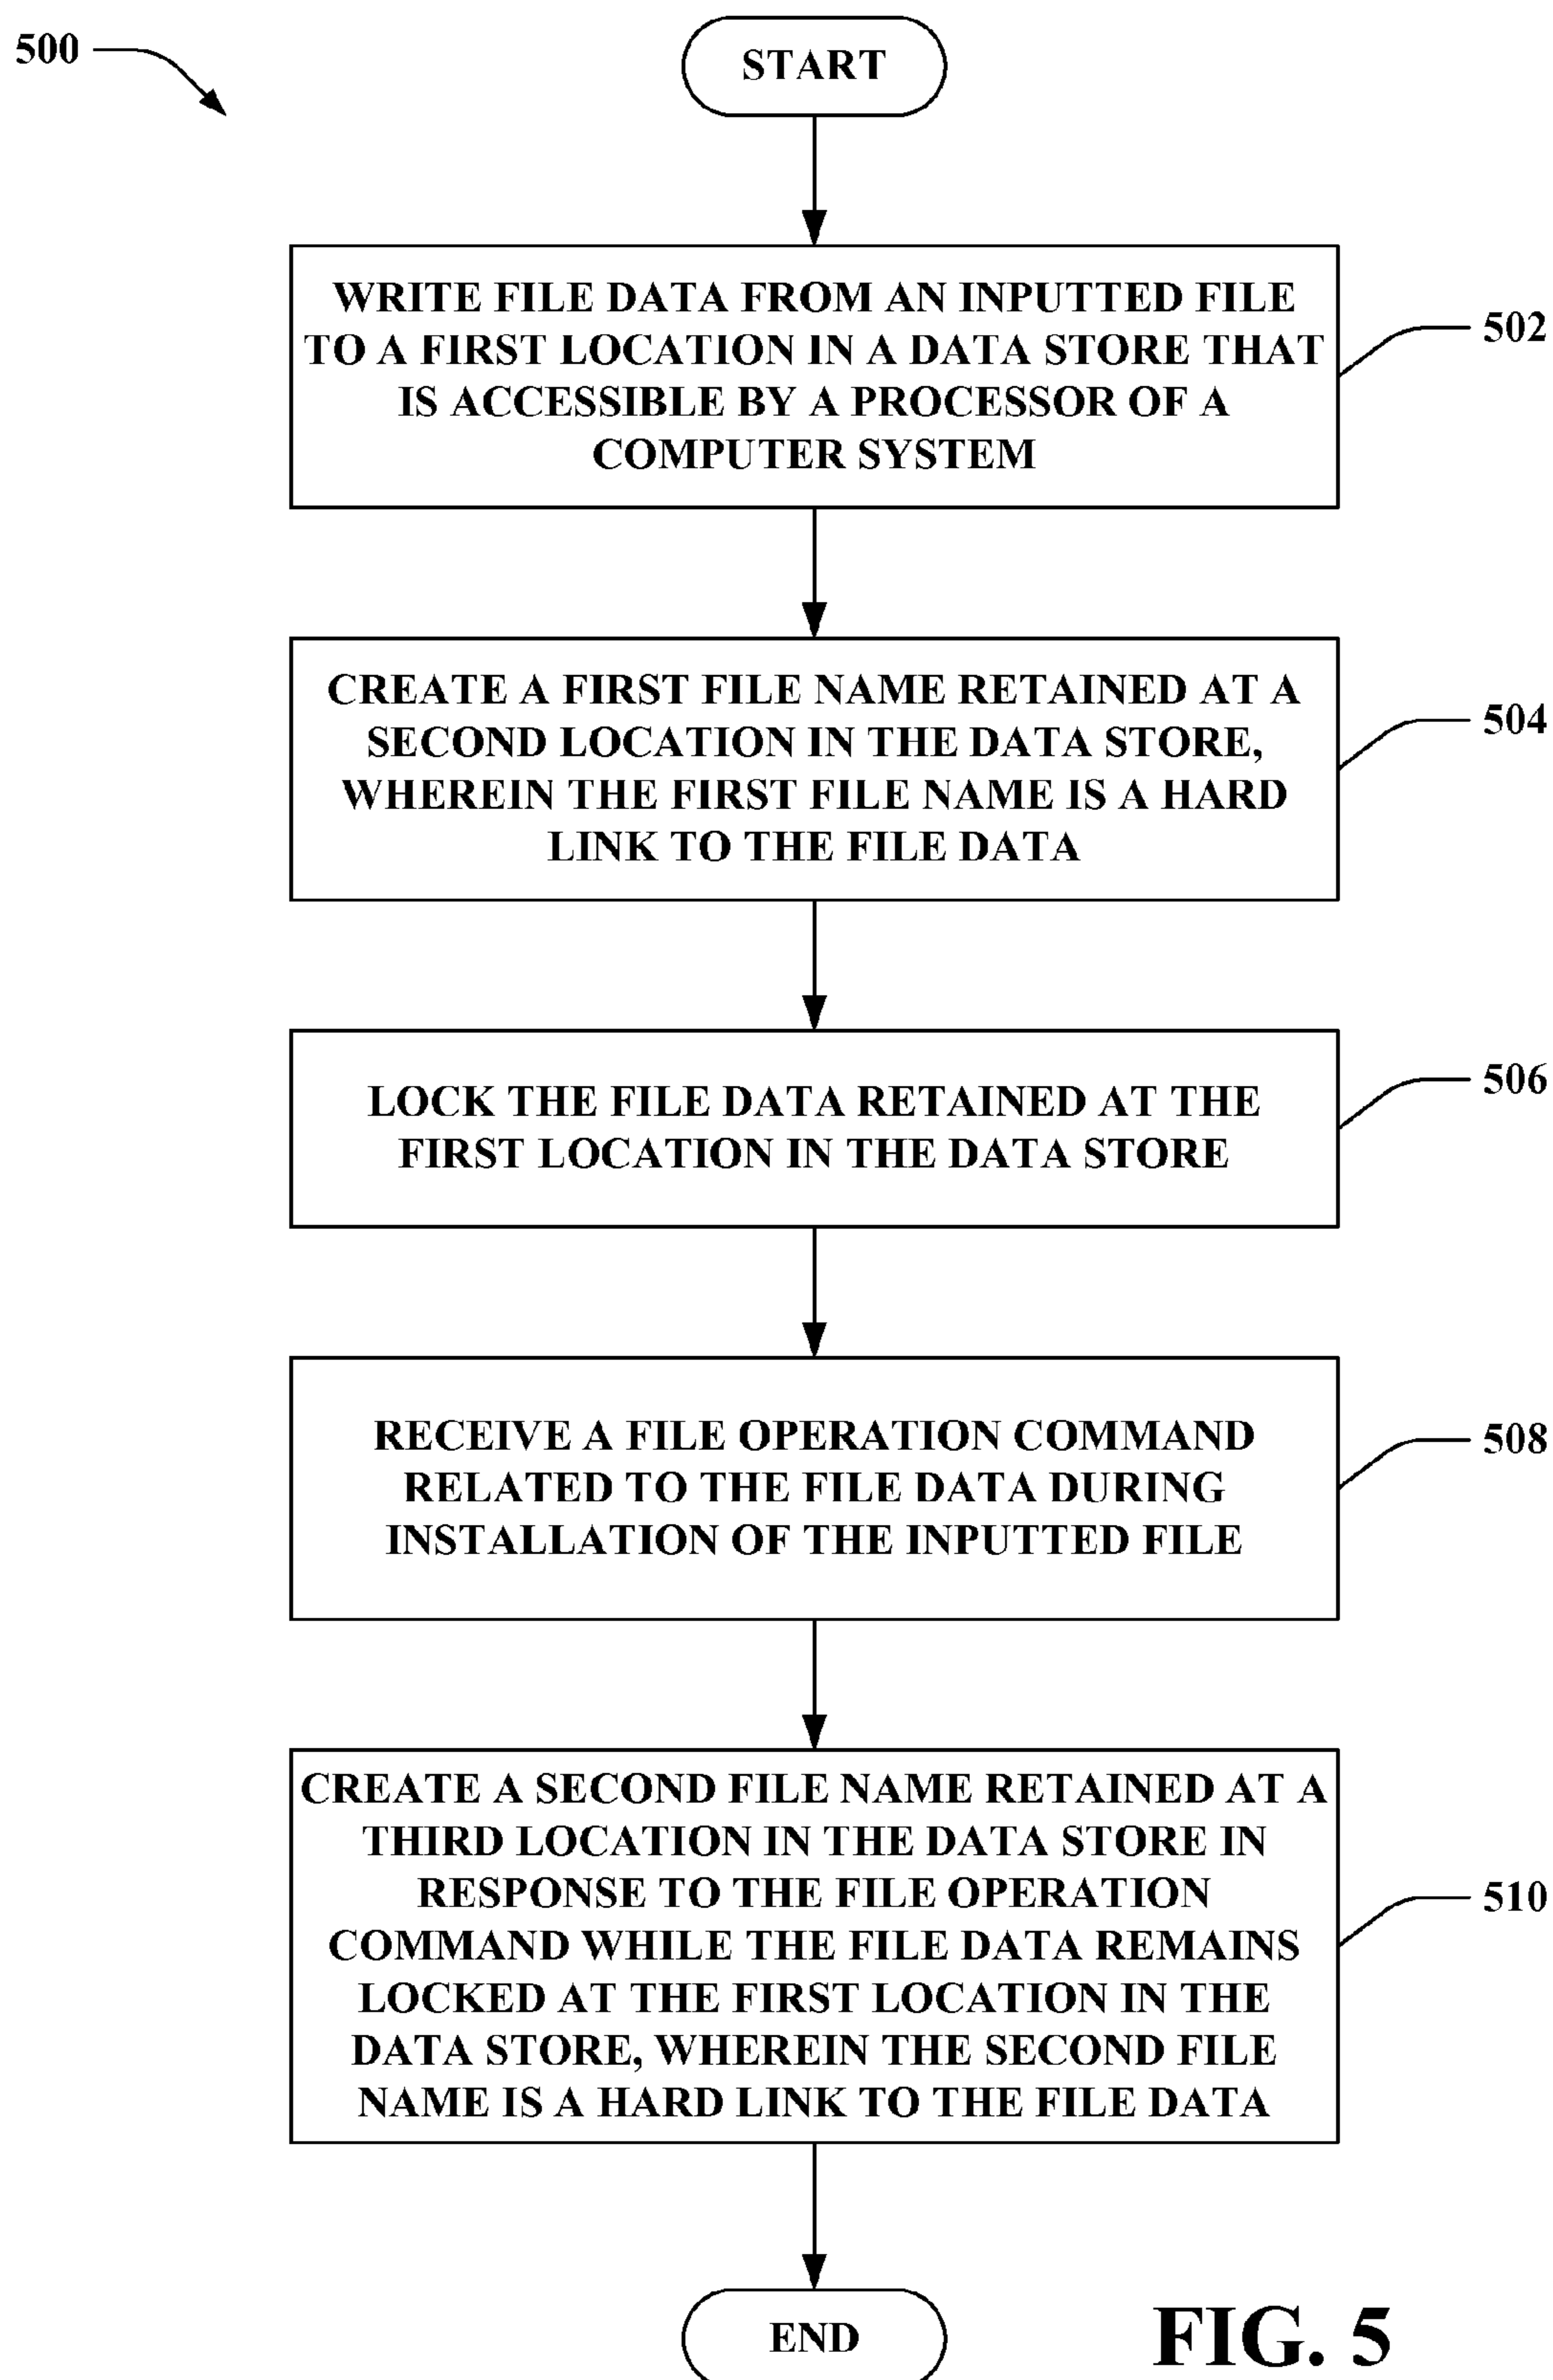 500
START
WRITE FILE DATA FROM AN INPUTTED FILE
TO A FIRST LOCATION IN A DATA STORE THAT
IS ACCESSIBLE BY A PROCESSOR OF A
COMPUTER SYSTEM
502
CREATE A FIRST FILE NAME RETAINED AT A
SECOND LOCATION IN THE DATA STORE,
WHEREIN THE FIRST FILE NAME IS A HARD
LINK TO THE FILE DATA
504
LOCK THE FILE DATA RETAINED AT THE
FIRST LOCATION IN THE DATA STORE
506
RECEIVE A FILE OPERATION COMMAND
RELATED TO THE FILE DATA DURING
INSTALLATION OF THE INPUTTED FILE
508
CREATE A SECOND FILE NAME RETAINED AT A
THIRD LOCATION IN THE DATA STORE IN
RESPONSE TO THE FILE OPERATION
COMMAND WHILE THE FILE DATA REMAINS
LOCKED AT THE FIRST LOCATION IN THE
DATA STORE, WHEREIN THE SECOND FILE
NAME IS A HARD LINK TO THE FILE DATA
510
END
FIG. 5